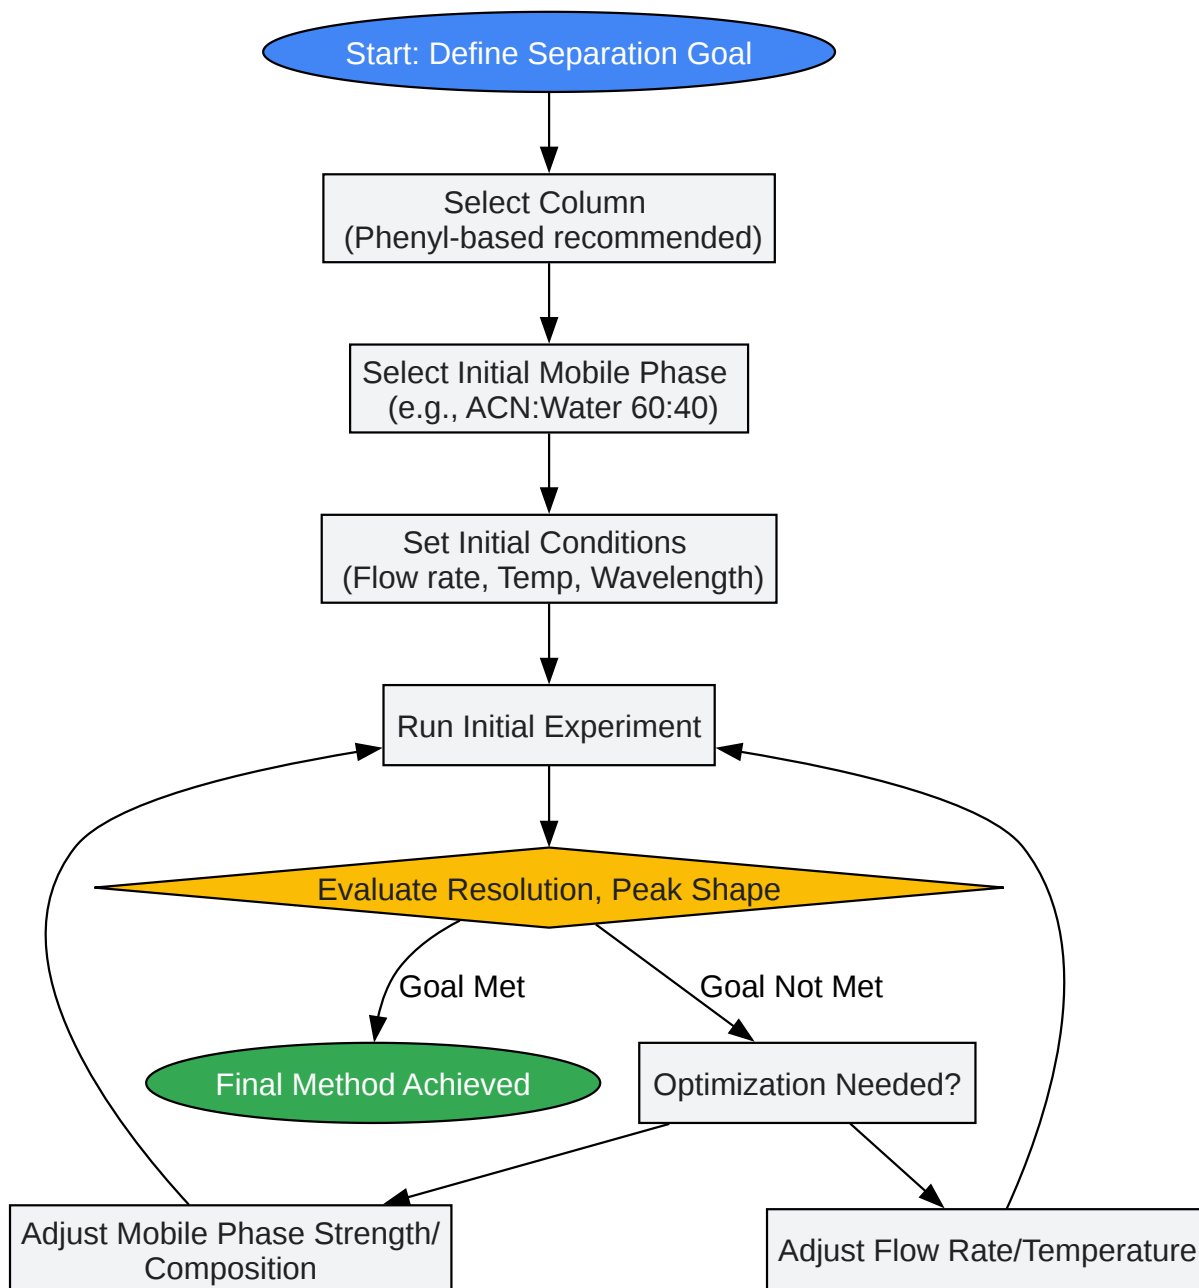 Start: Define Separation Goal
Select Column
(Phenyl-based recommended)
Select Initial Mobile Phase
(e.g., ACN:Water 60:40)
Set Initial Conditions
(Flow rate, Temp, Wavelength)
Run Initial Experiment
Evaluate Resolution, Peak Shape
Goal Met
Goal Not Met
Final Method Achieved
Optimization Needed?
Adjust Mobile Phase Strength/
Composition
Adjust Flow Rate/Temperature